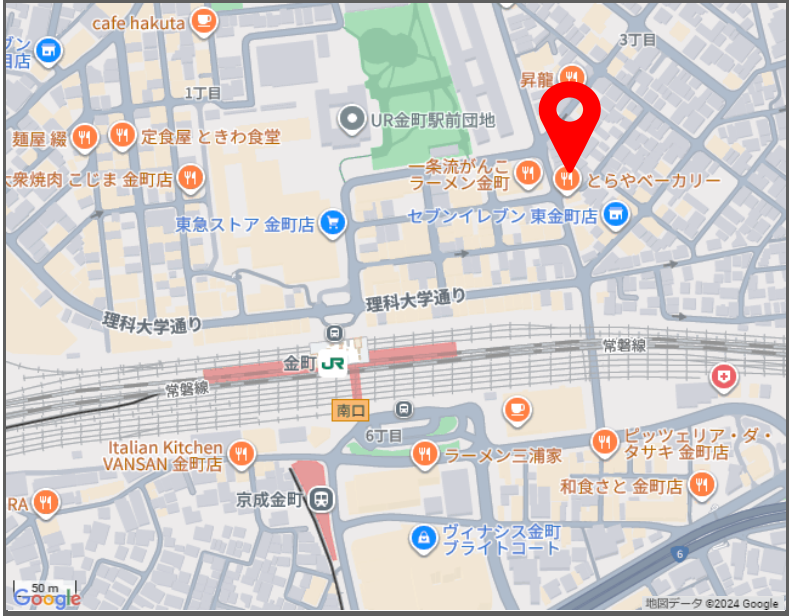 cafe hakuta
3丁目
ブン
目店
昇龍
1丁目
UR金町駅前団地
麺屋 綴
定食屋 ときわ食堂
一条流がんこ
ラーメン金町
とらやベーカリー
衆焼肉 こじま 金町店
東急ストア 金町店
セブンイレブン 東金町店
理科大学通り
理科大学通り
金町
JR
常磐線
常磐線
南口
6丁目
Italian Kitchen
VANSAN 金町店
ラーメン三浦家
ピッツェリア・ダ・
タサキ 金町店
RA
京成金町
和食さと 金町店
ヴィナシス金町
ブライトコート
6
50 m
Google
地図データ ©2024 Google